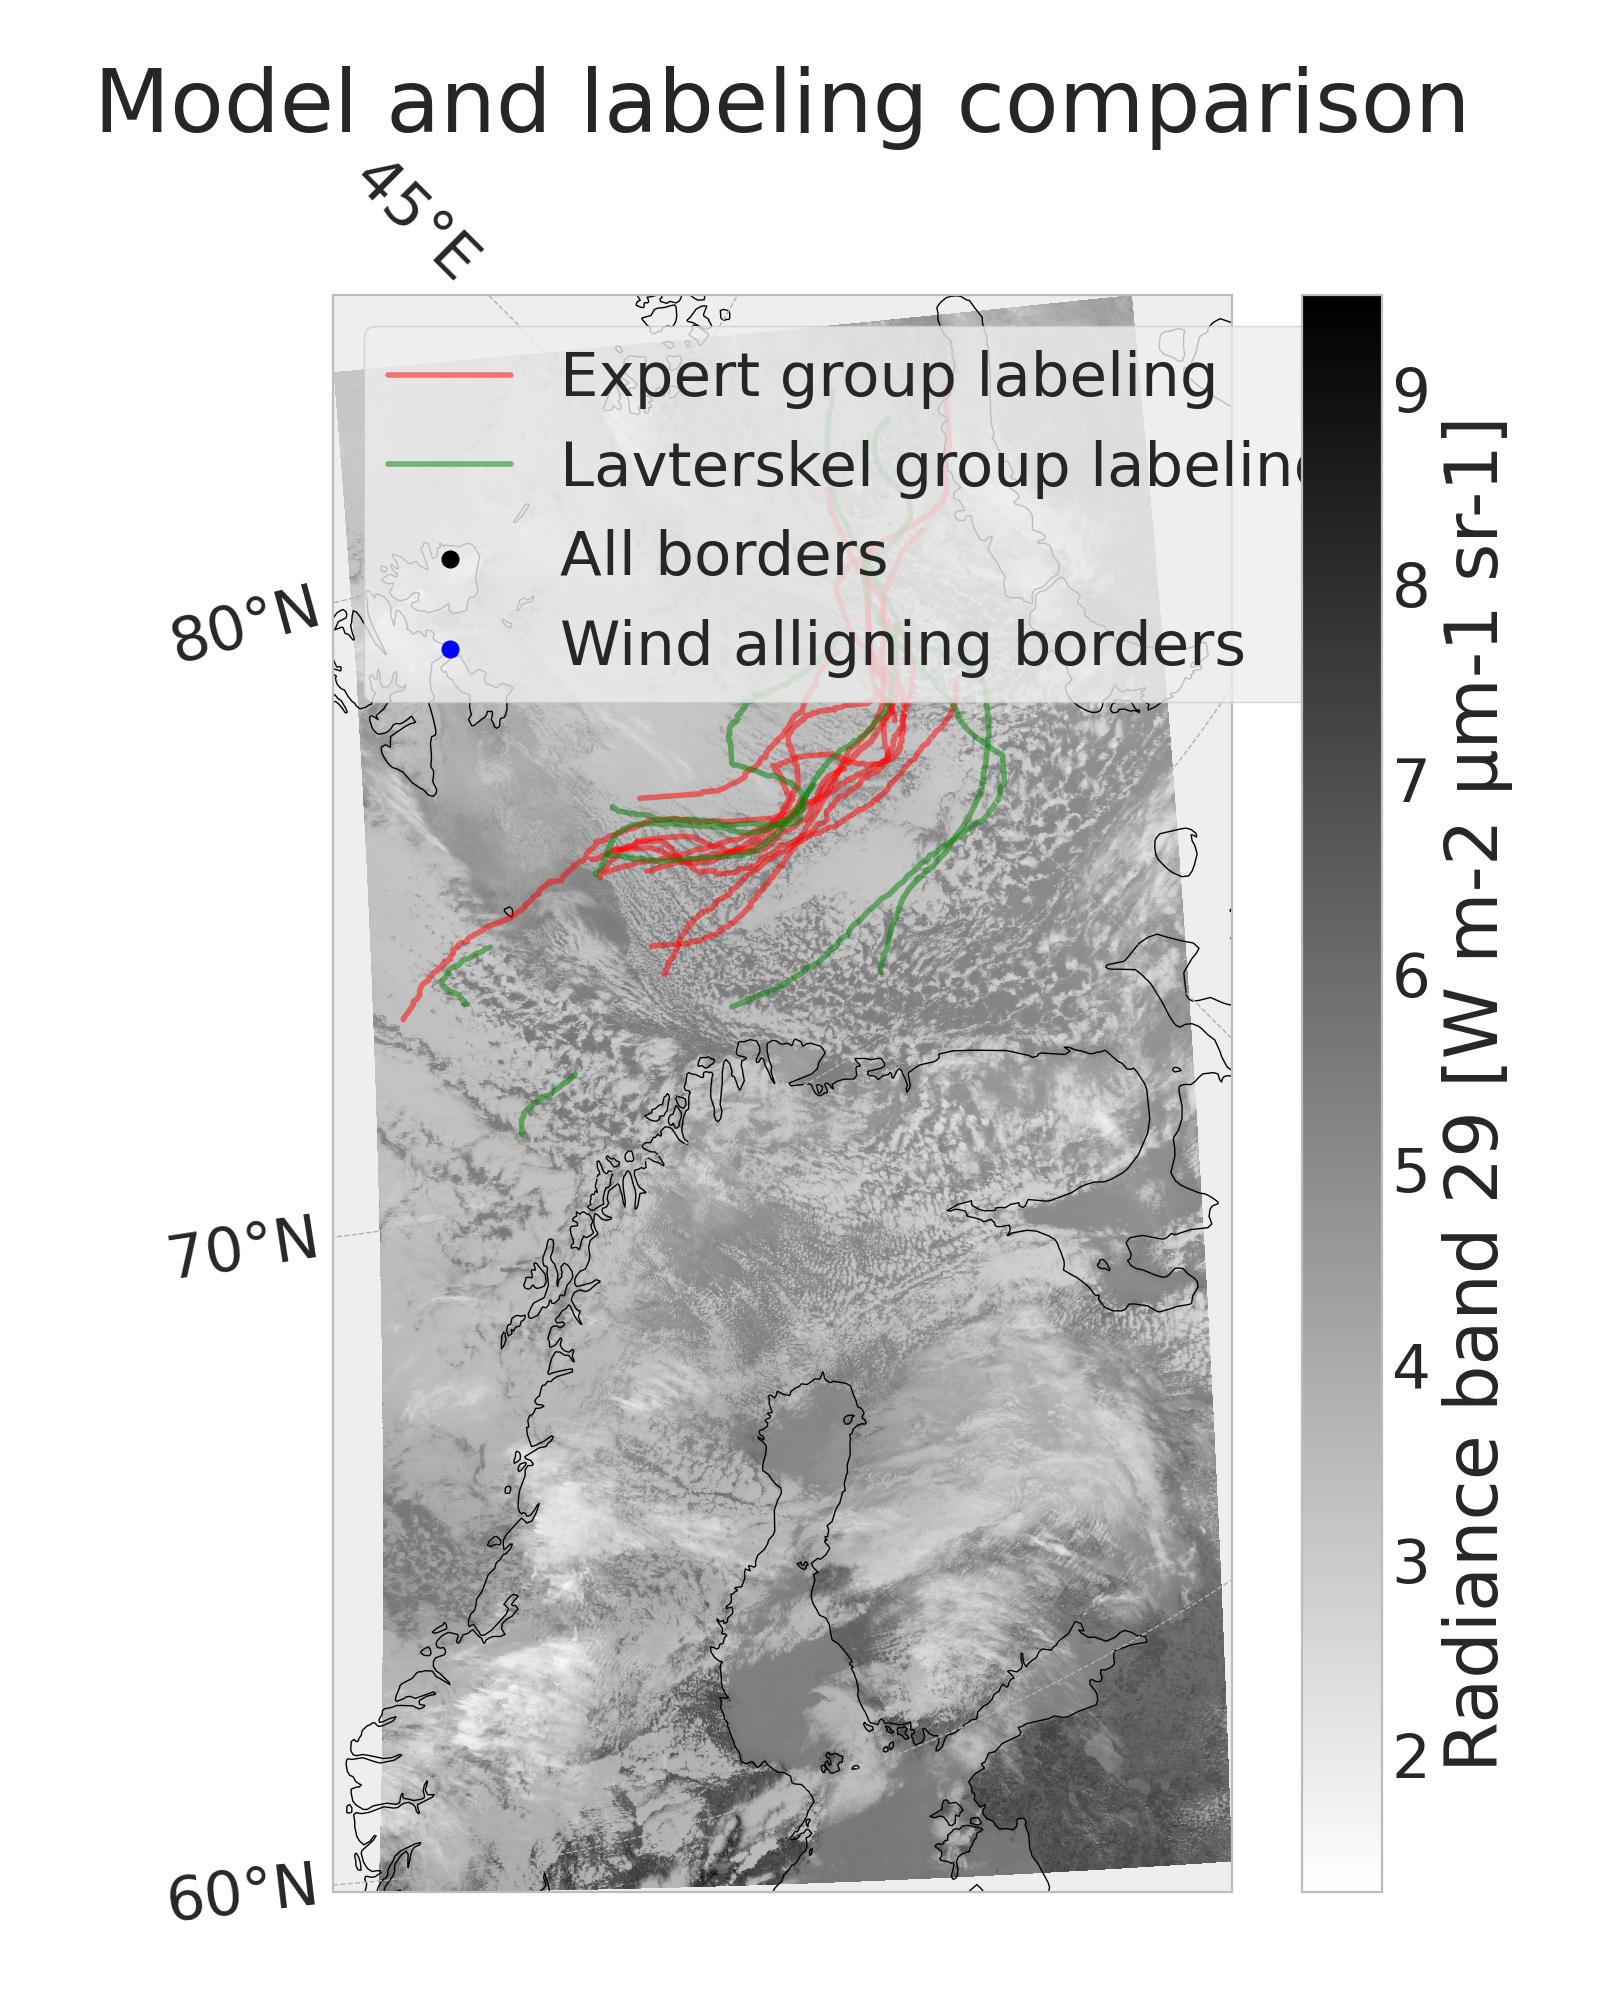 Model and labeling comparison
45°E
Expert group labeling
Lavterskel group labeling
All borders
Wind alligning borders
80°N
70°N
60°N
9
8
7
6
5
4
3
2
Radiance band 29 [W m-2 µm-1 sr-1]